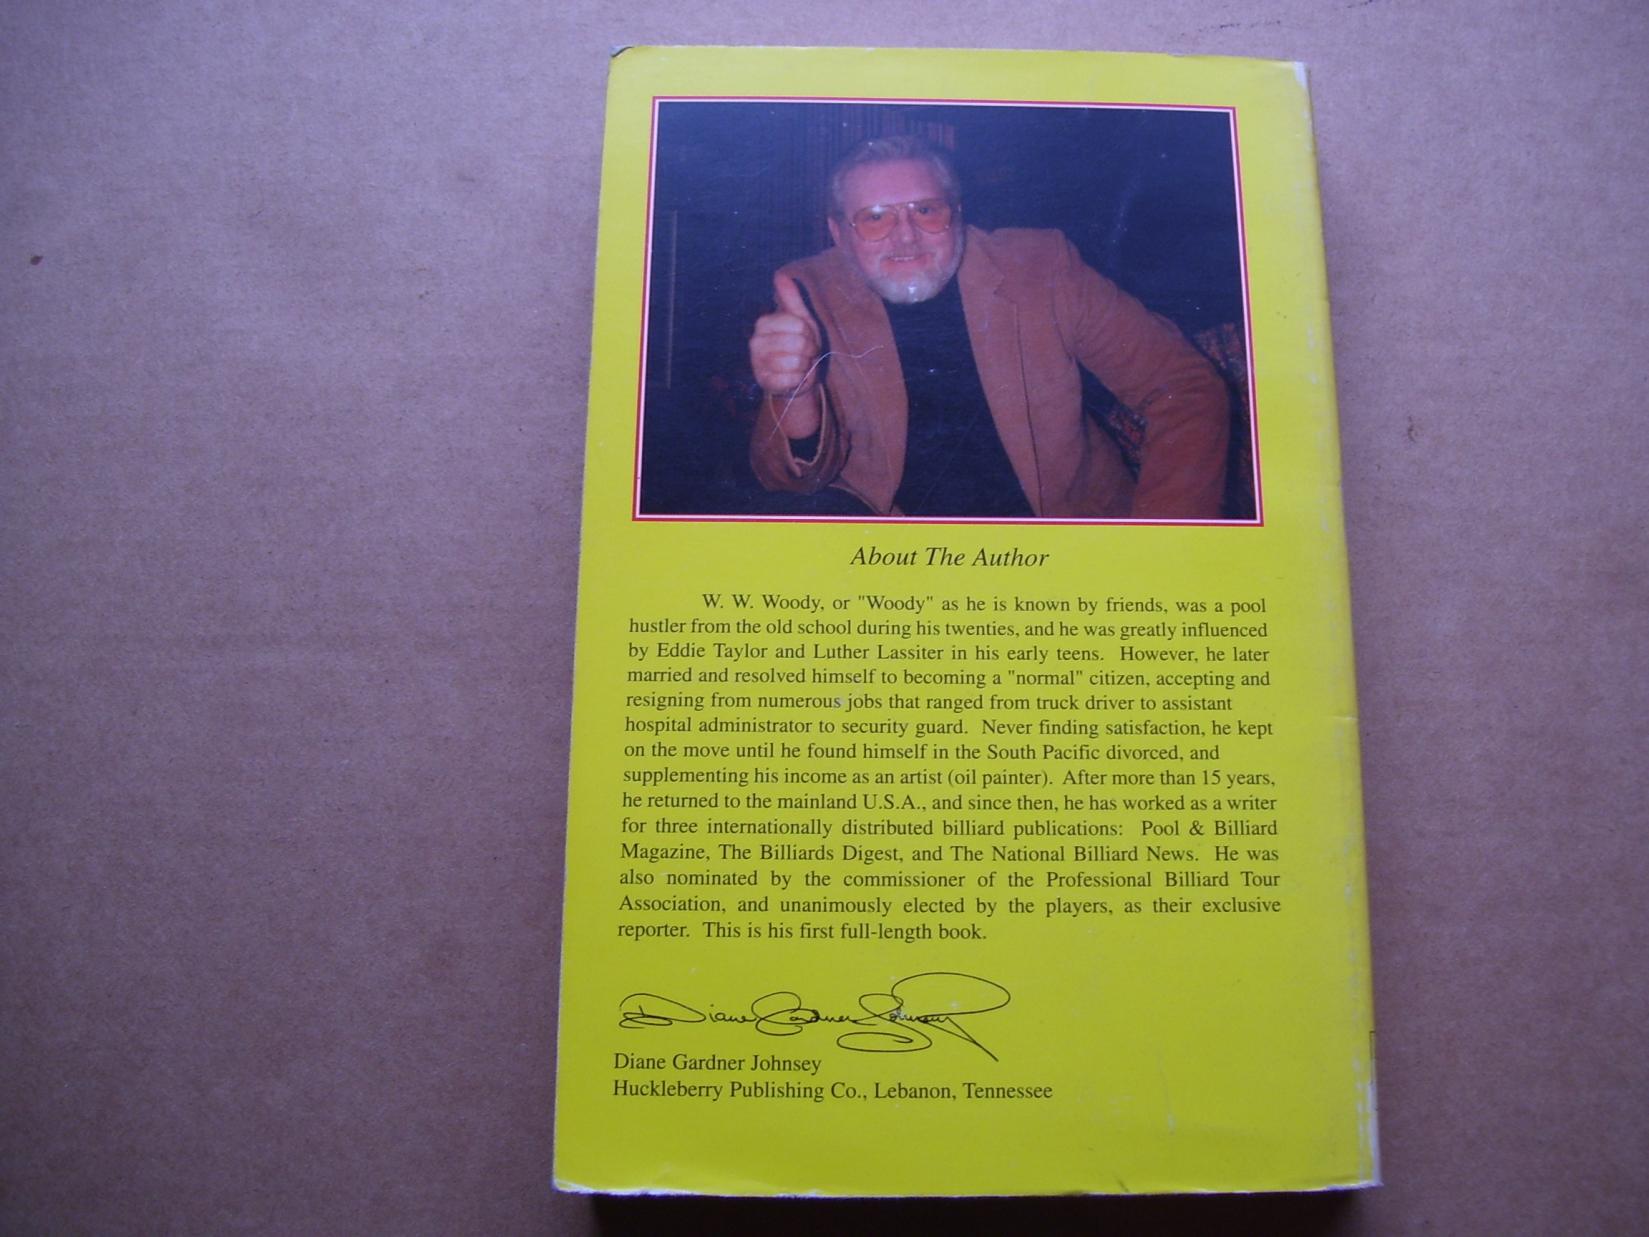 About The Author
W. W. Woody, or "Woody" as he is known by friends, was a pool
hustler from the old school during his twenties, and he was greatly influenced
by Eddie Taylor and Luther Lassiter in his early teens. However, he later
married and resolved himself to becoming a "normal" citizen, accepting and
resigning from numerous jobs that ranged from truck driver to assistant
hospital administrator to security guard. Never finding satisfaction, he kept
on the move until he found himself in the South Pacific divorced, and
supplementing his income as an artist (oil painter). After more than 15 years,
he returned to the mainland U.S.A., and since then, he has worked as a writer
for three internationally distributed billiard publications: Pool & Billiard
Magazine, The Billiards Digest, and The National Billiard News. He was
also nominated by the commissioner of the Professional Billiard Tour
Association, and unanimously elected by the players, as their exclusive
reporter. This is his first full-length book.
Diane Gardner Johnsey
Diane Gardner Johnsey
Huckleberry Publishing Co., Lebanon, Tennessee